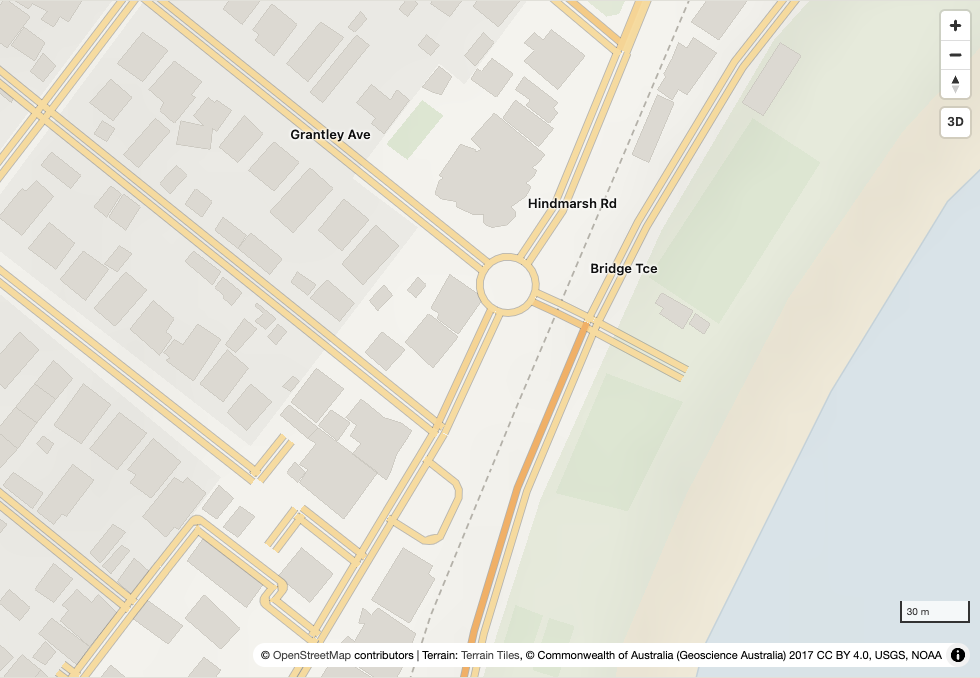 +
−
3D
Grantley Ave
Hindmarsh Rd
Bridge Tce
30 m
© OpenStreetMap contributors | Terrain: Terrain Tiles, © Commonwealth of Australia (Geoscience Australia) 2017 CC BY 4.0, USGS, NOAA